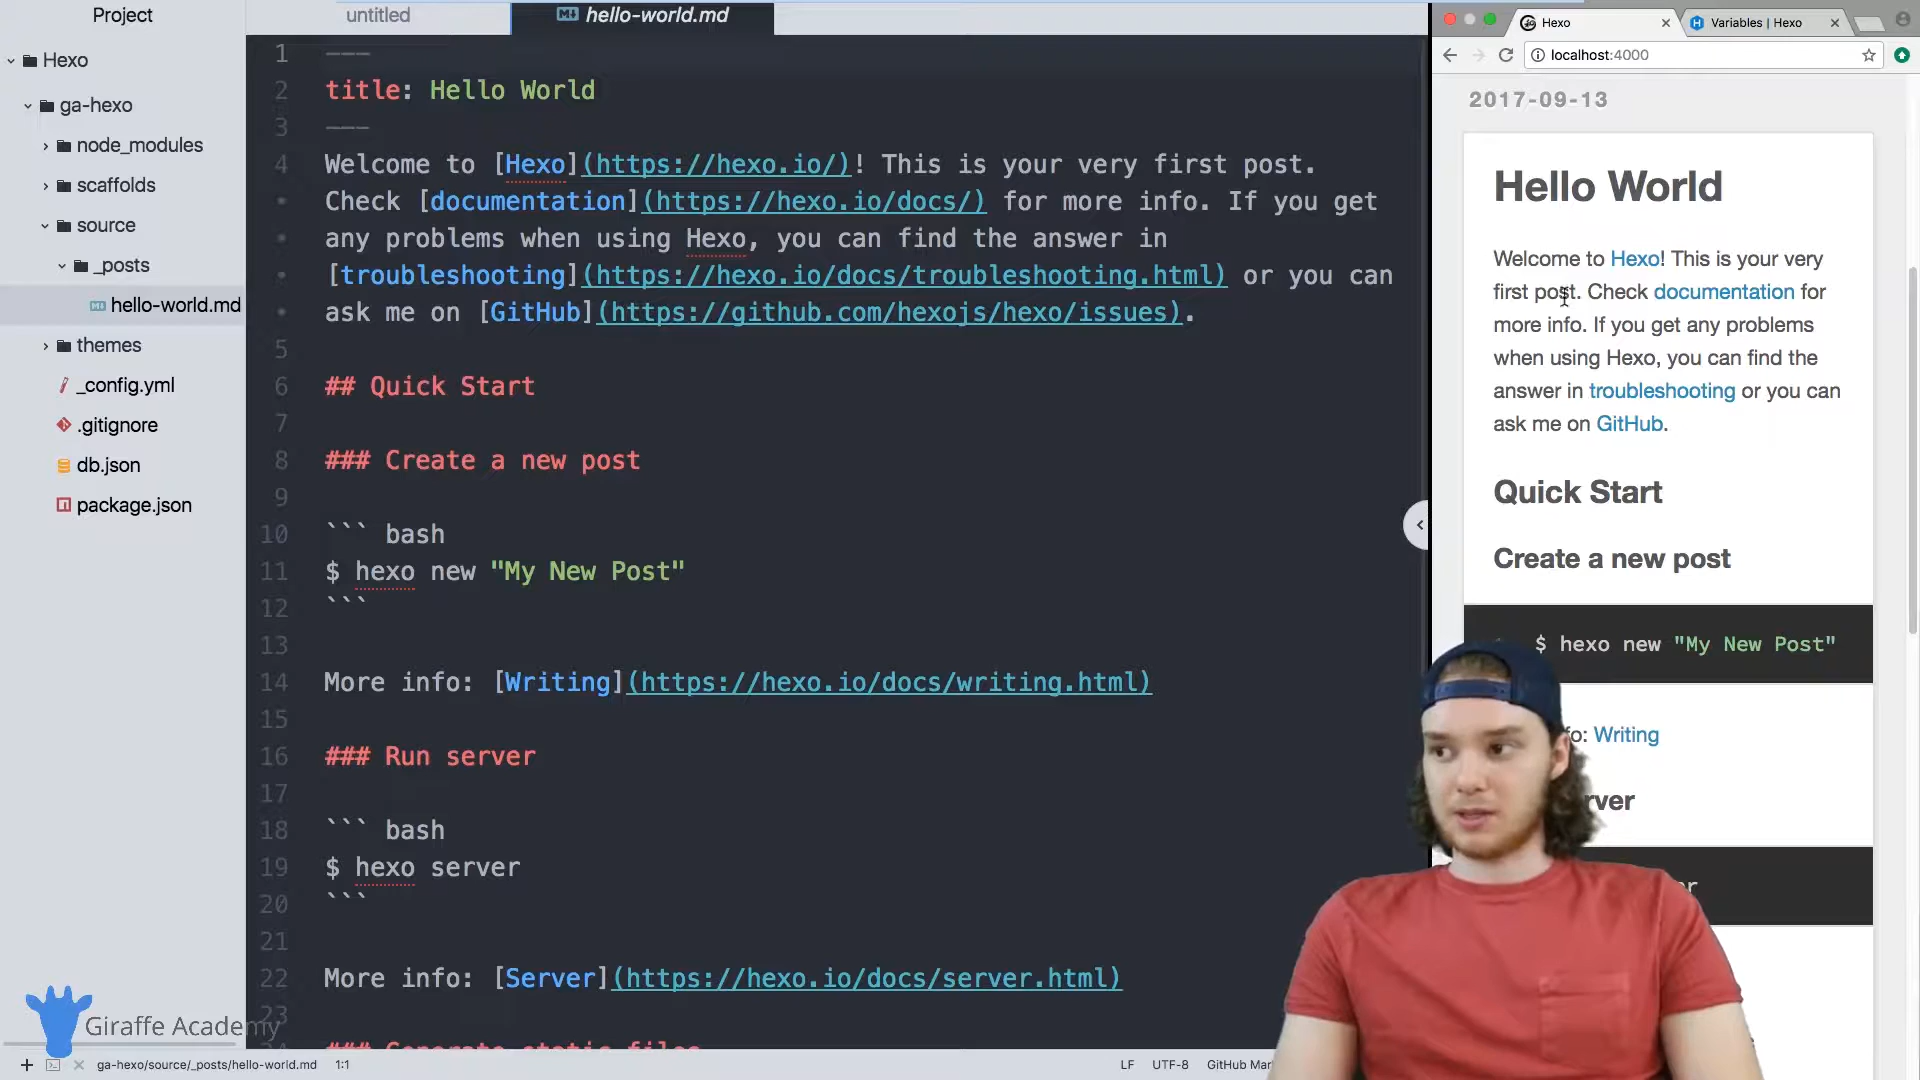 Project
Hexo
ga-hexo
node_modules
scaffolds
source
_posts
hello-world.md
themes
_config.yml
.gitignore
db.json
package.json
Giraffe Academy
untitled
hello-world.md
1 ---
2 title: Hello World
3 ---
4 Welcome to [Hexo](https://hexo.io/)! This is your very first post.
Check [documentation](https://hexo.io/docs/) for more info. If you get
any problems when using Hexo, you can find the answer in
[troubleshooting](https://hexo.io/docs/troubleshooting.html) or you can
ask me on [GitHub](https://github.com/hexojs/hexo/issues).
5
6 ## Quick Start
7
8 ### Create a new post
9
10 ``` bash
11 $ hexo new "My New Post"
12 ```
13
14 More info: [Writing](https://hexo.io/docs/writing.html)
15
16 ### Run server
17
18 ``` bash
19 $ hexo server
20 ```
21
22 More info: [Server](https://hexo.io/docs/server.html)
23
### Generate static files
ga-hexo/source/_posts/hello-world.md 1:1
LF UTF-8 GitHub Mar
Hexo
Variables | Hexo
localhost:4000
2017-09-13
Hello World
Welcome to Hexo! This is your very
first post. Check documentation for
more info. If you get any problems
when using Hexo, you can find the
answer in troubleshooting or you can
ask me on GitHub.
Quick Start
Create a new post
$ hexo new "My New Post"
fo: Writing
rver
er